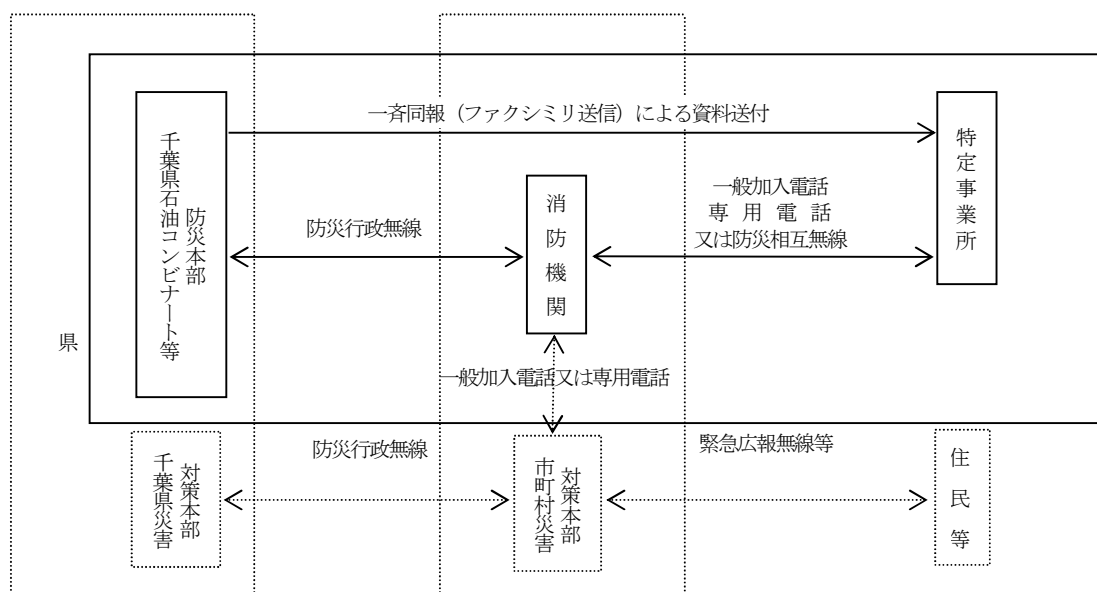 一斉同報（ファクシミリ送信）による資料送付
千葉県石油コンビナート等
防災本部
防災行政無線
消防機関
一般加入電話
専用電話
又は防災相互無線
特定事業所
県
一般加入電話又は専用電話
千葉県災害
対策本部
防災行政無線
市町村災害
対策本部
緊急広報無線等
住民等